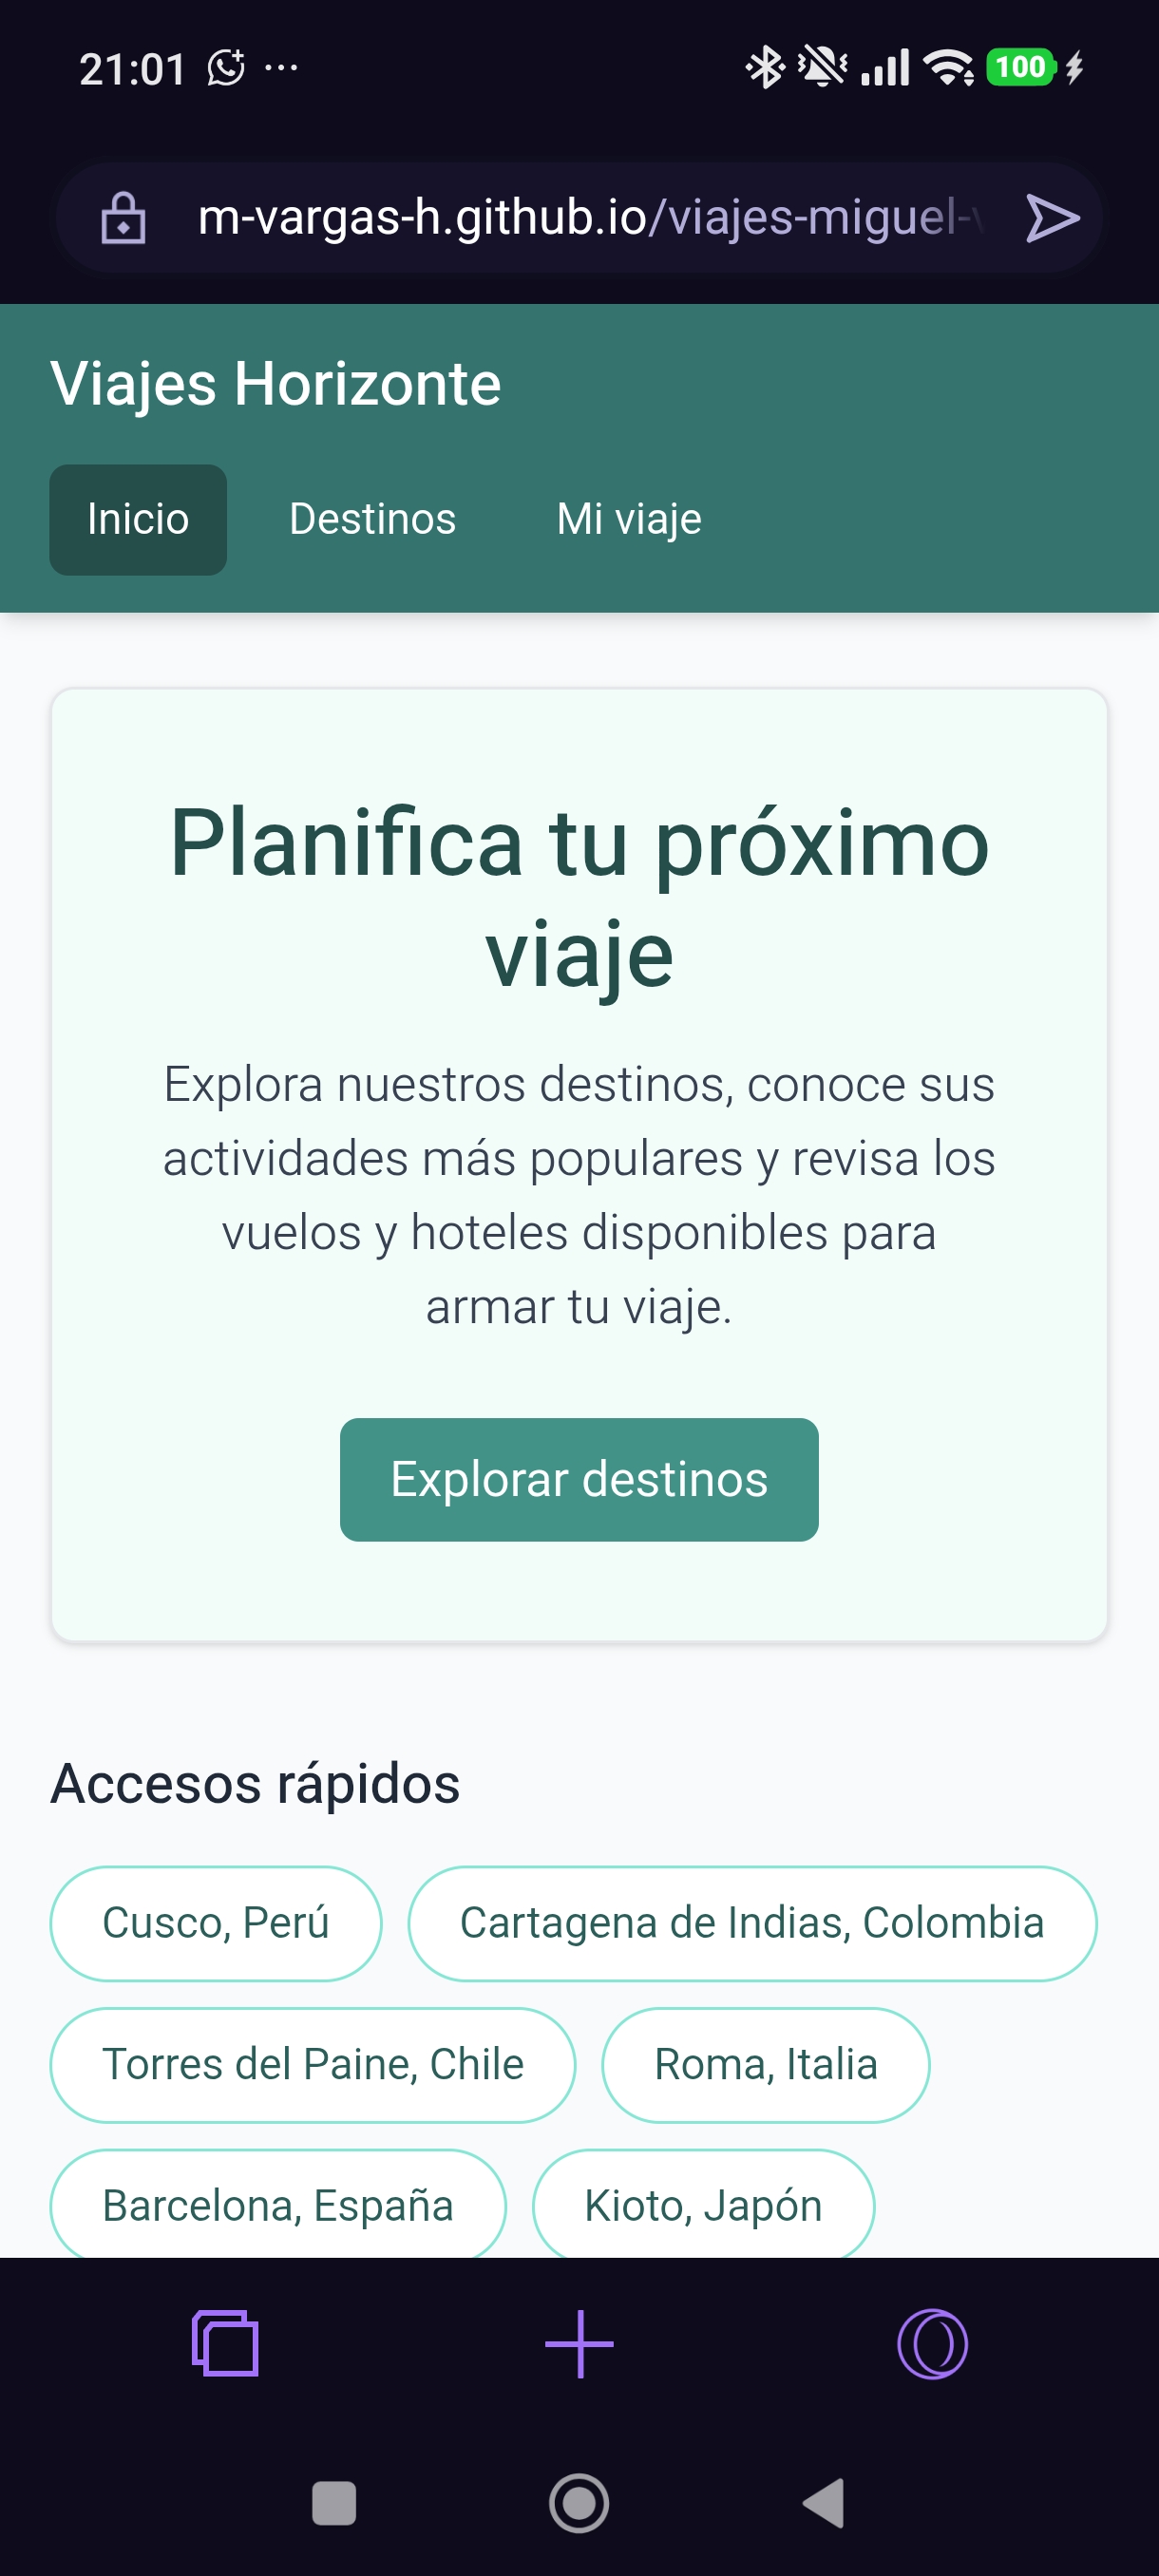 21:01
100
m-vargas-h.github.io/viajes-miguel-
Viajes Horizonte
Inicio Destinos Mi viaje
Planifica tu próximo
viaje
Explora nuestros destinos, conoce sus
actividades más populares y revisa los
vuelos y hoteles disponibles para
armar tu viaje.
Explorar destinos
Accesos rápidos
Cusco, Perú Cartagena de Indias, Colombia
Torres del Paine, Chile Roma, Italia
Barcelona, España Kioto, Japón